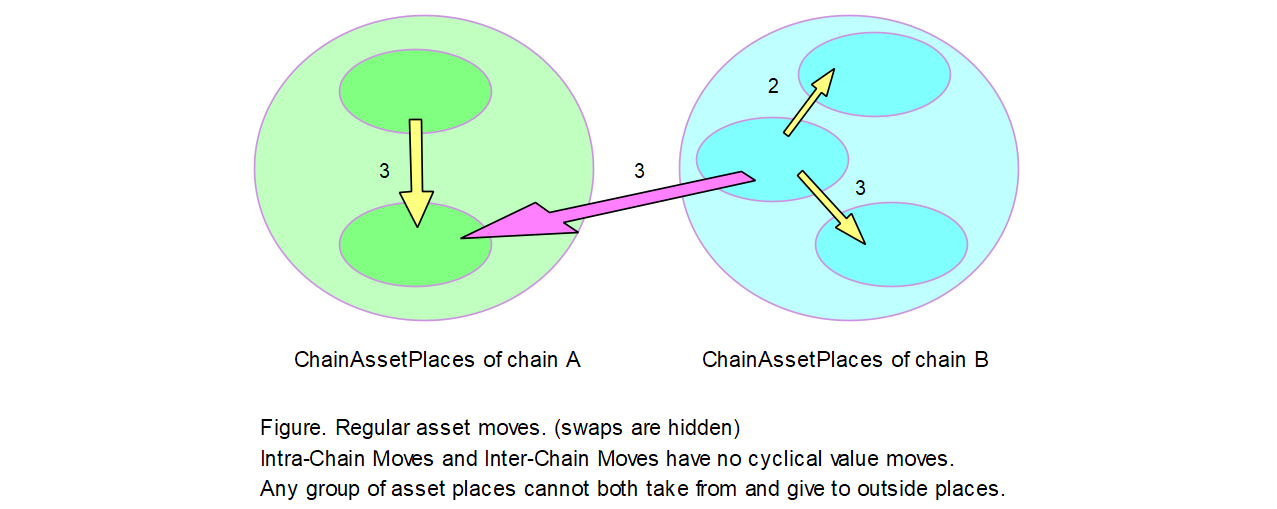 2
3
3
3
ChainAssetPlaces of chain A
ChainAssetPlaces of chain B
Figure. Regular asset moves. (swaps are hidden)
Intra-Chain Moves and Inter-Chain Moves have no cyclical value moves.
Any group of asset places cannot both take from and give to outside places.